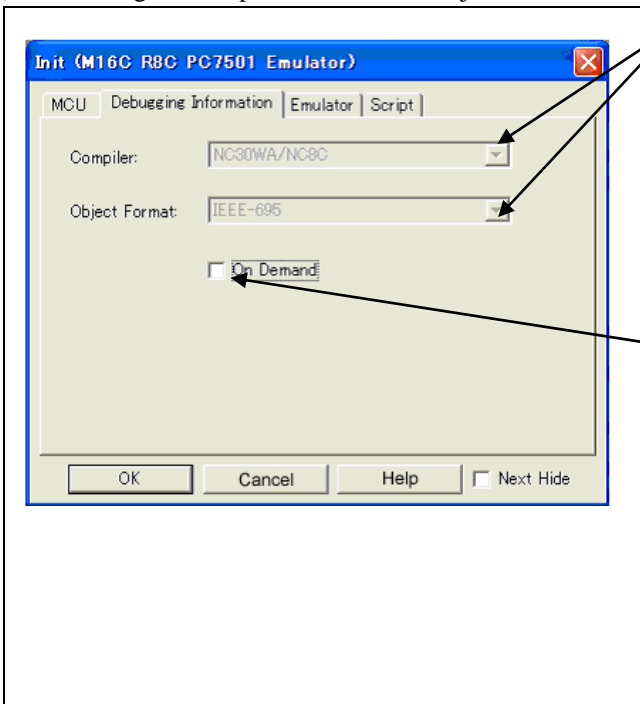 Init (M16C R8C PC7501 Emulator)
MCU Debugging Information Emulator Script
Compiler: NC30WA/NC8C
Object Format: IEEE-695
On Demand
OK Cancel Help Next Hide